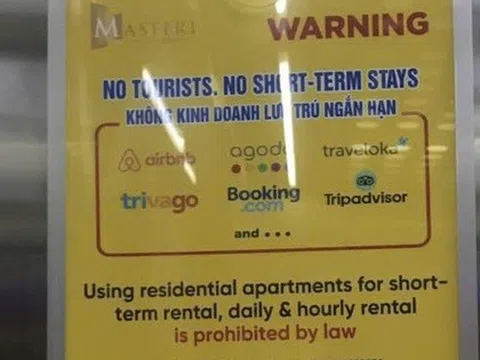 MASTERI WARNING
NO TOURISTS. NO SHORT-TERM STAYS
KHÔNG KINH DOANH LƯU TRÚ NGẮN HẠN
airbnb agoda traveloka
trivago Booking.com Tripadvisor
and ...
Using residential apartments for short-
term rental, daily & hourly rental
is prohibited by law